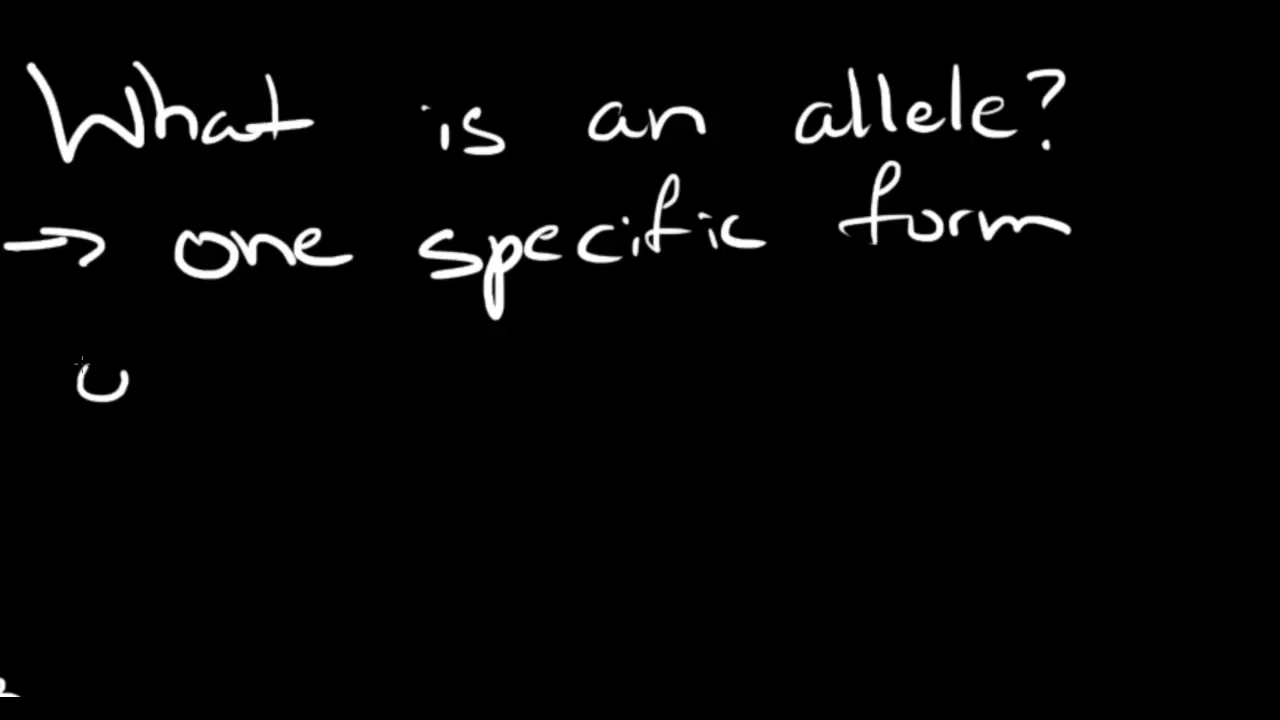 What is an allele?
→ one specific form